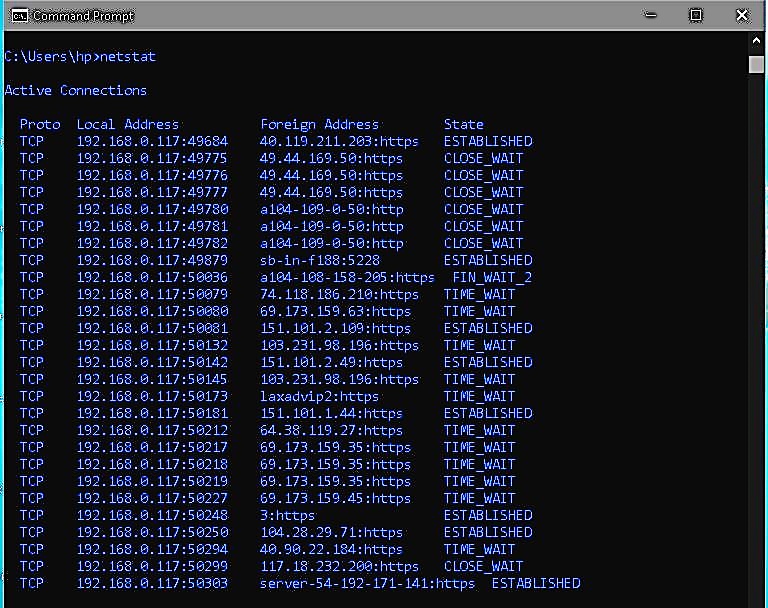 Command Prompt
C:\Users\hp>netstat
Active Connections
Proto Local Address Foreign Address State
TCP 192.168.0.117:49684 40.119.211.203:https ESTABLISHED
TCP 192.168.0.117:49775 49.44.169.50:https CLOSE_WAIT
TCP 192.168.0.117:49776 49.44.169.50:https CLOSE_WAIT
TCP 192.168.0.117:49777 49.44.169.50:https CLOSE_WAIT
TCP 192.168.0.117:49780 a104-109-0-50:http CLOSE_WAIT
TCP 192.168.0.117:49781 a104-109-0-50:http CLOSE_WAIT
TCP 192.168.0.117:49782 a104-109-0-50:http CLOSE_WAIT
TCP 192.168.0.117:49879 sb-in-f188:5228 ESTABLISHED
TCP 192.168.0.117:50036 a104-108-158-205:https FIN_WAIT_2
TCP 192.168.0.117:50079 74.118.186.210:https TIME_WAIT
TCP 192.168.0.117:50080 69.173.159.63:https TIME_WAIT
TCP 192.168.0.117:50081 151.101.2.109:https ESTABLISHED
TCP 192.168.0.117:50132 103.231.98.196:https TIME_WAIT
TCP 192.168.0.117:50142 151.101.2.49:https ESTABLISHED
TCP 192.168.0.117:50145 103.231.98.196:https TIME_WAIT
TCP 192.168.0.117:50173 laxadvip2:https TIME_WAIT
TCP 192.168.0.117:50181 151.101.1.44:https ESTABLISHED
TCP 192.168.0.117:50212 64.38.119.27:https TIME_WAIT
TCP 192.168.0.117:50217 69.173.159.35:https TIME_WAIT
TCP 192.168.0.117:50218 69.173.159.35:https TIME_WAIT
TCP 192.168.0.117:50219 69.173.159.35:https TIME_WAIT
TCP 192.168.0.117:50227 69.173.159.45:https TIME_WAIT
TCP 192.168.0.117:50248 3:https ESTABLISHED
TCP 192.168.0.117:50250 104.28.29.71:https ESTABLISHED
TCP 192.168.0.117:50294 40.90.22.184:https TIME_WAIT
TCP 192.168.0.117:50299 117.18.232.200:https CLOSE_WAIT
TCP 192.168.0.117:50303 server-54-192-171-141:https ESTABLISHED